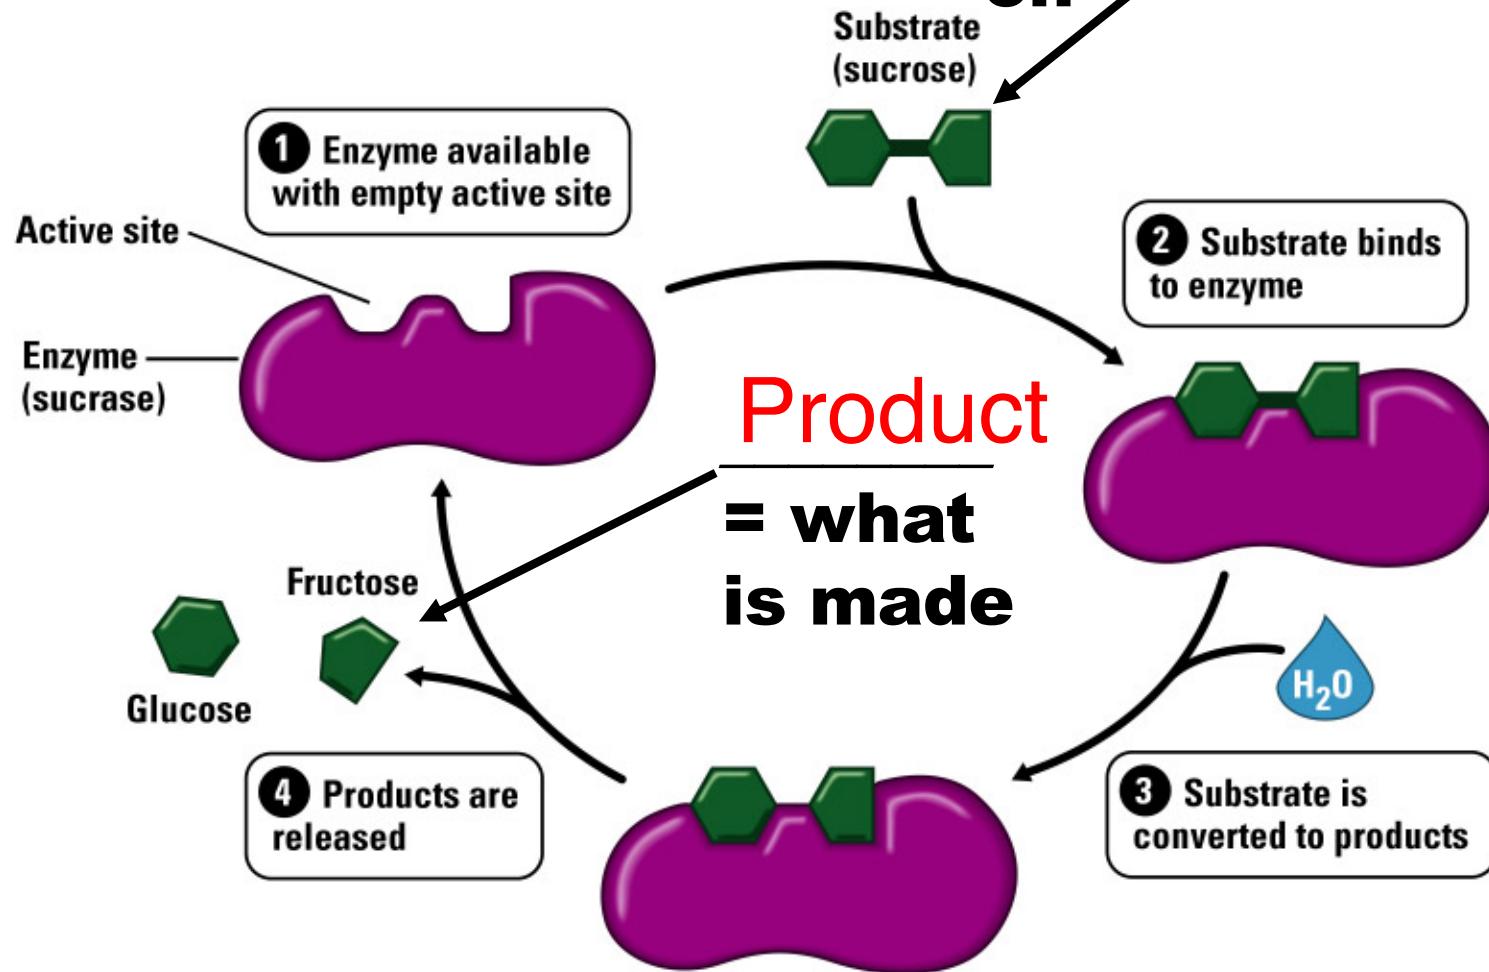 Substrate
(sucrose)
1 Enzyme available
with empty active site
Active site
2 Substrate binds
to enzyme
Enzyme
(sucrase)
Product
= what
is made
Fructose
Glucose
H₂O
4 Products are
released
3 Substrate is
converted to products